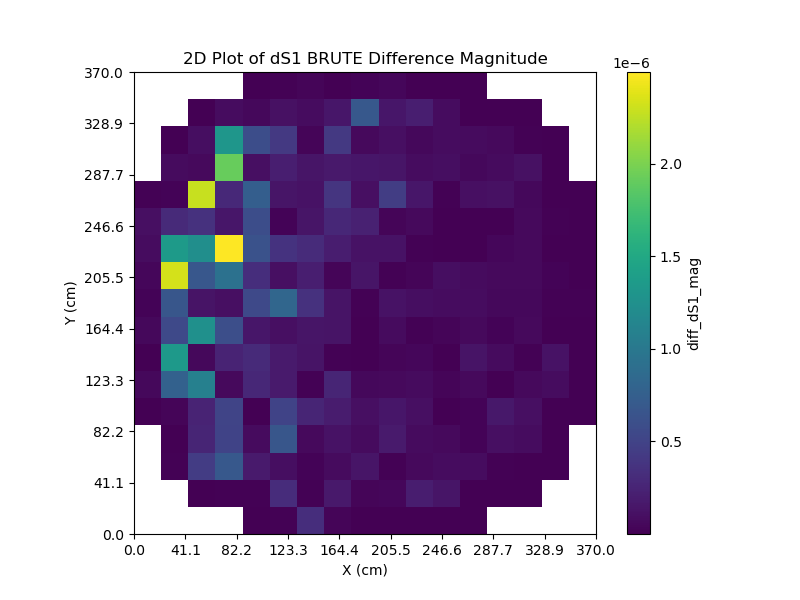 2D Plot of dS1 BRUTE Difference Magnitude
1e−6
370.0
328.9
287.7
246.6
205.5
164.4
123.3
82.2
41.1
0.0
Y (cm)
0.0 41.1 82.2 123.3 164.4 205.5 246.6 287.7 328.9 370.0
X (cm)
2.0
1.5
1.0
0.5
diff_dS1_mag